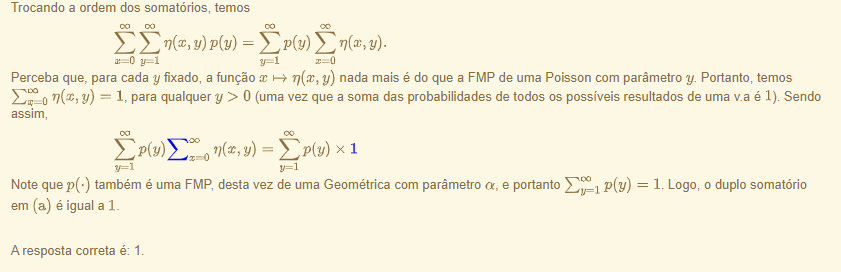 Trocando a ordem dos somatórios, temos
$$\sum_{x=0}^{\infty}\sum_{y=1}^{\infty} \eta(x,y)\,p(y) = \sum_{y=1}^{\infty} p(y) \sum_{x=0}^{\infty} \eta(x,y).$$
Perceba que, para cada $y$ fixado, a função $x \mapsto \eta(x,y)$ nada mais é do que a FMP de uma Poisson com parâmetro $y$. Portanto, temos
$\sum_{x=0}^{\infty} \eta(x,y) = 1$, para qualquer $y > 0$ (uma vez que a soma das probabilidades de todos os possíveis resultados de uma v.a é $1$). Sendo
assim,
$$\sum_{y=1}^{\infty} p(y) \sum_{x=0}^{\infty} \eta(x,y) = \sum_{y=1}^{\infty} p(y) \times 1$$
Note que $p(\cdot)$ também é uma FMP, desta vez de uma Geométrica com parâmetro $\alpha$, e portanto $\sum_{y=1}^{\infty} p(y) = 1$. Logo, o duplo somatório
em (a) é igual a $1$.
A resposta correta é: 1.